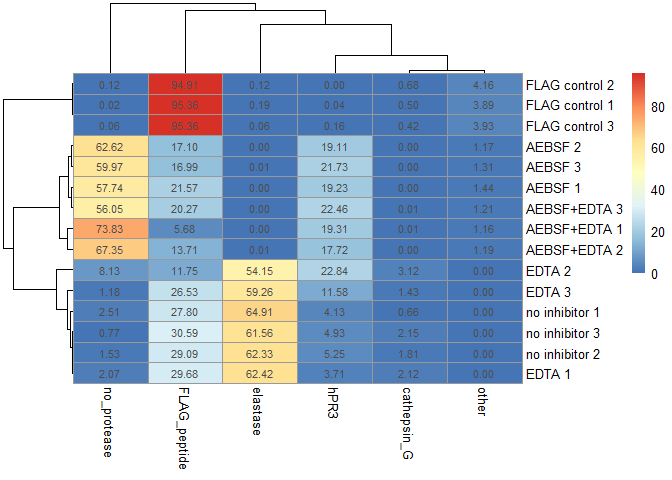 0.12 94.91 0.12 0.00 0.68 4.16 FLAG control 2
0.02 95.36 0.19 0.04 0.50 3.89 FLAG control 1
0.06 95.36 0.06 0.16 0.42 3.93 FLAG control 3
62.62 17.10 0.00 19.11 0.00 1.17 AEBSF 2
59.97 16.99 0.01 21.73 0.00 1.31 AEBSF 3
57.74 21.57 0.00 19.23 0.00 1.44 AEBSF 1
56.05 20.27 0.00 22.46 0.01 1.21 AEBSF+EDTA 3
73.83 5.68 0.00 19.31 0.01 1.16 AEBSF+EDTA 1
67.35 13.71 0.01 17.72 0.00 1.19 AEBSF+EDTA 2
8.13 11.75 54.15 22.84 3.12 0.00 EDTA 2
1.18 26.53 59.26 11.58 1.43 0.00 EDTA 3
2.51 27.80 64.91 4.13 0.66 0.00 no inhibitor 1
0.77 30.59 61.56 4.93 2.15 0.00 no inhibitor 3
1.53 29.09 62.33 5.25 1.81 0.00 no inhibitor 2
2.07 29.68 62.42 3.71 2.12 0.00 EDTA 1
no_protease
FLAG_peptide
elastase
hPR3
cathepsin_G
other
80
60
40
20
0